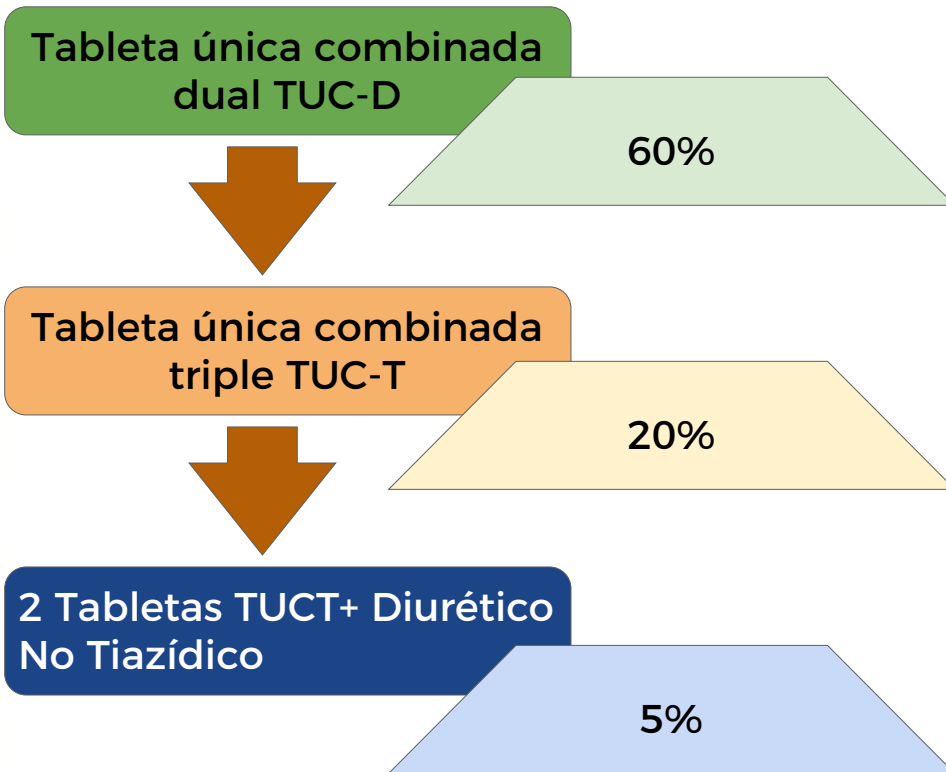 Tableta única combinada
dual TUC-D
60%
Tableta única combinada
triple TUC-T
20%
2 Tabletas TUCT+ Diurético
No Tiazídico
5%